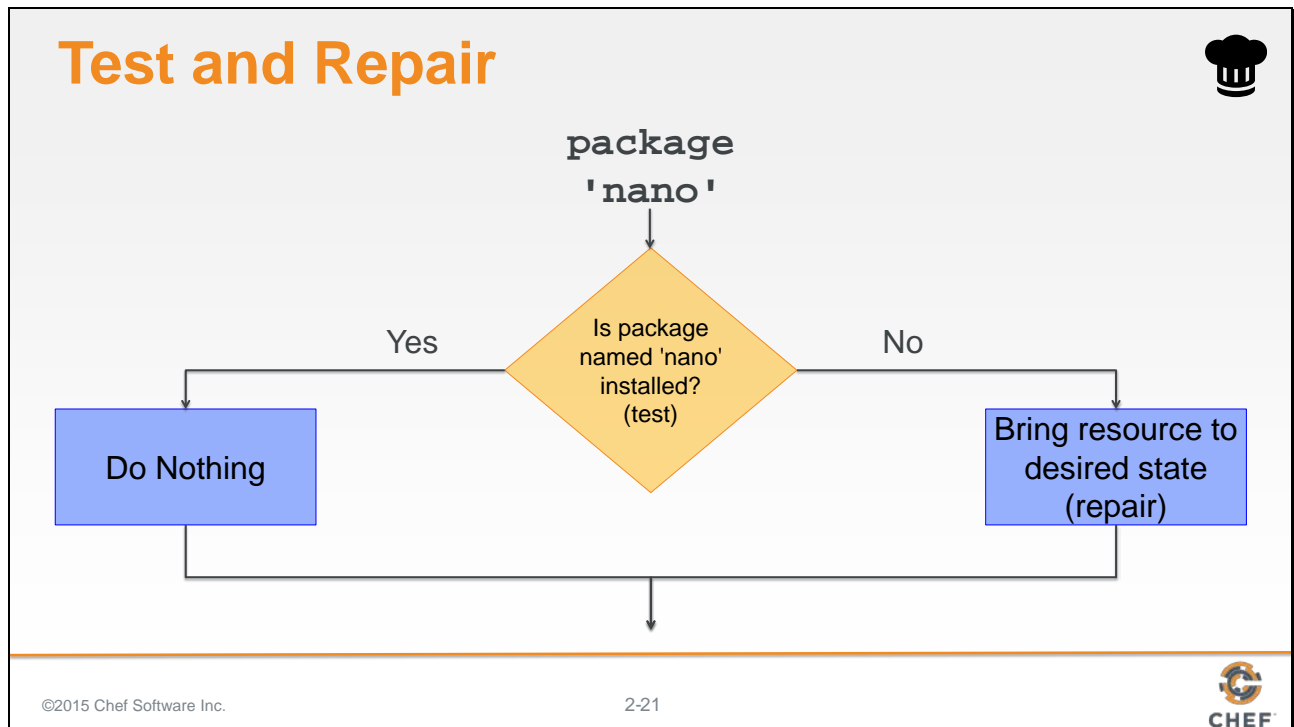 Test and Repair
package
'nano'
Is package
named 'nano'
installed?
(test)
Yes
No
Do Nothing
Bring resource to
desired state
(repair)
©2015 Chef Software Inc.
2-21
CHEF